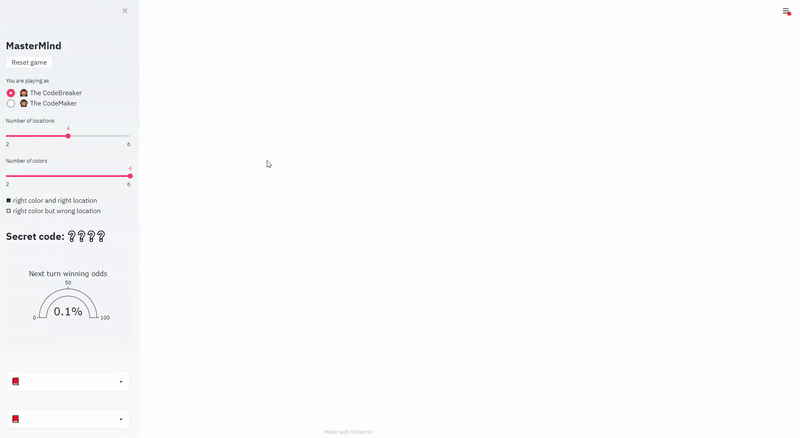 MasterMind
Reset game
You are playing as
The CodeBreaker
The CodeMaker
Number of locations
4
2 6
Number of colors
6
2 6
right color and right location
right color but wrong location
Secret code: ????
Next turn winning odds
50
0.1%
0 100
Made with Streamlit